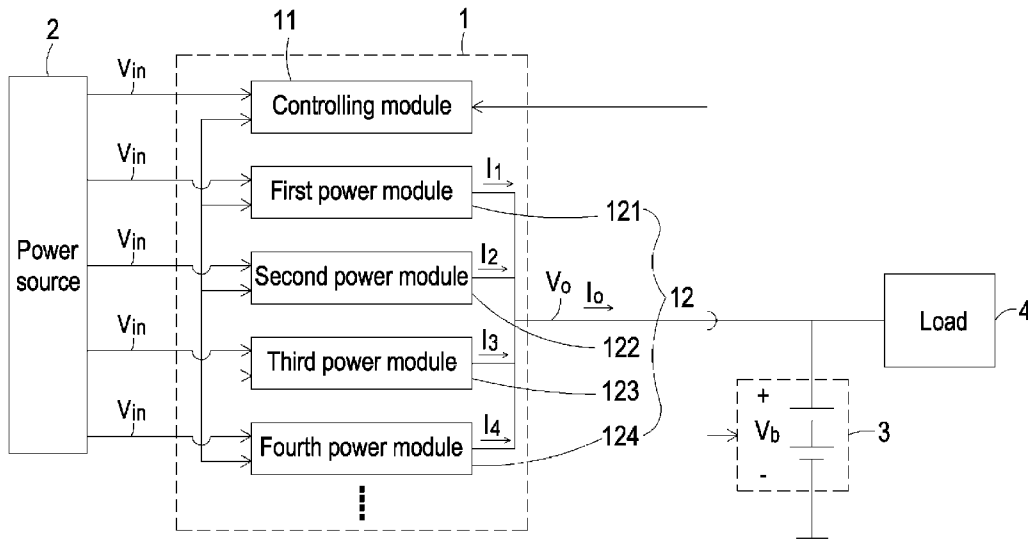 2
1
11
Vin
Controlling module
Vin
First power module
I1
121
Power source
Vin
Second power module
I2
Vo
Io
12
Load
4
122
Vin
Third power module
I3
123
Vin
Fourth power module
I4
124
+
Vb
-
3